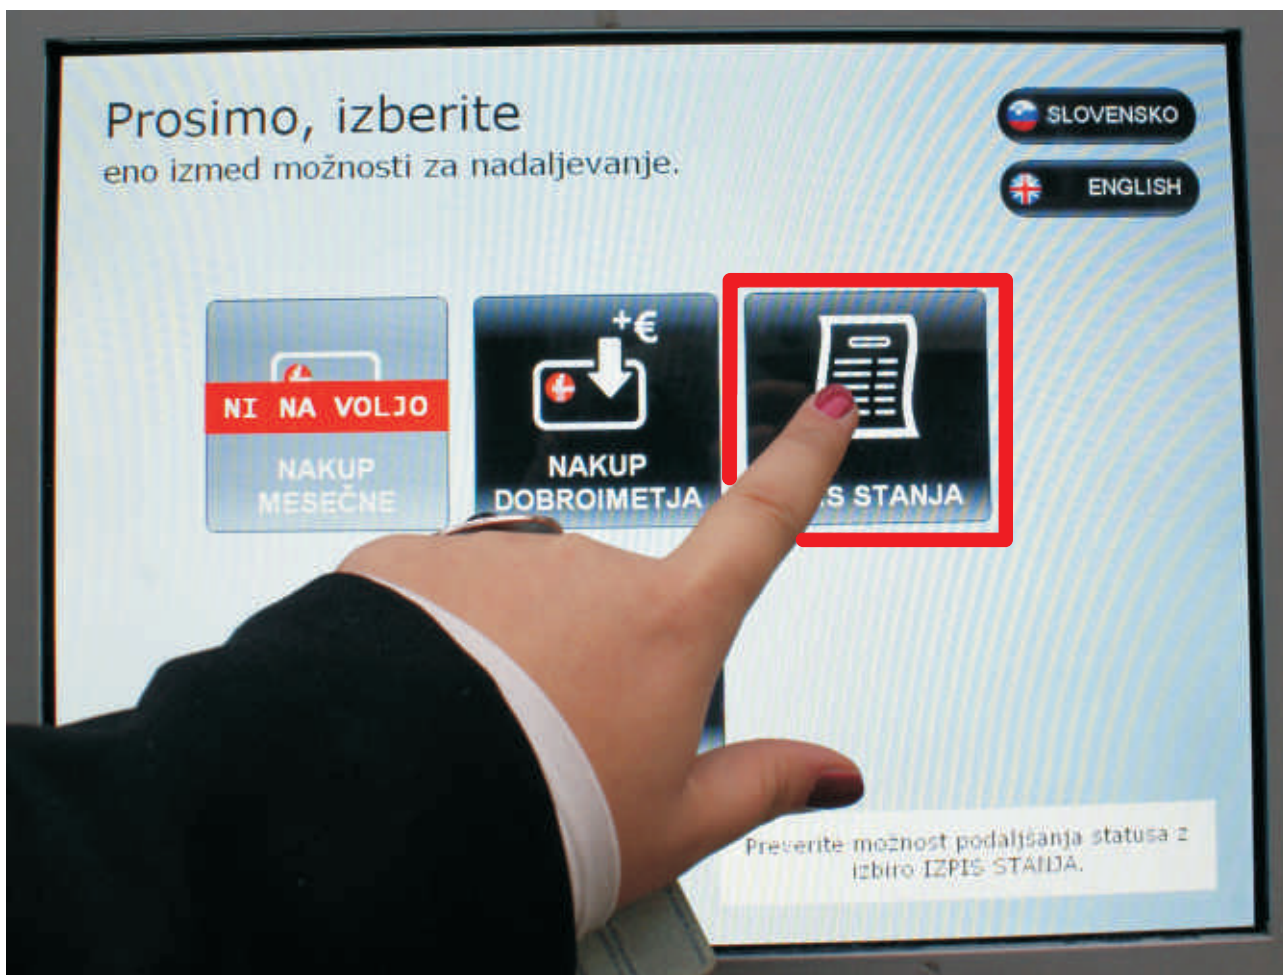 Prosimo, izberite
eno izmed možnosti za nadaljevanje.
SLOVENSKO
ENGLISH
NI NA VOLJO
NAKUP
MESEČNE
+€
NAKUP
DOBROIMETJA
STANJA
Preverite možnost podaljšanja statusa z
izbiro IZPIS STANJA.